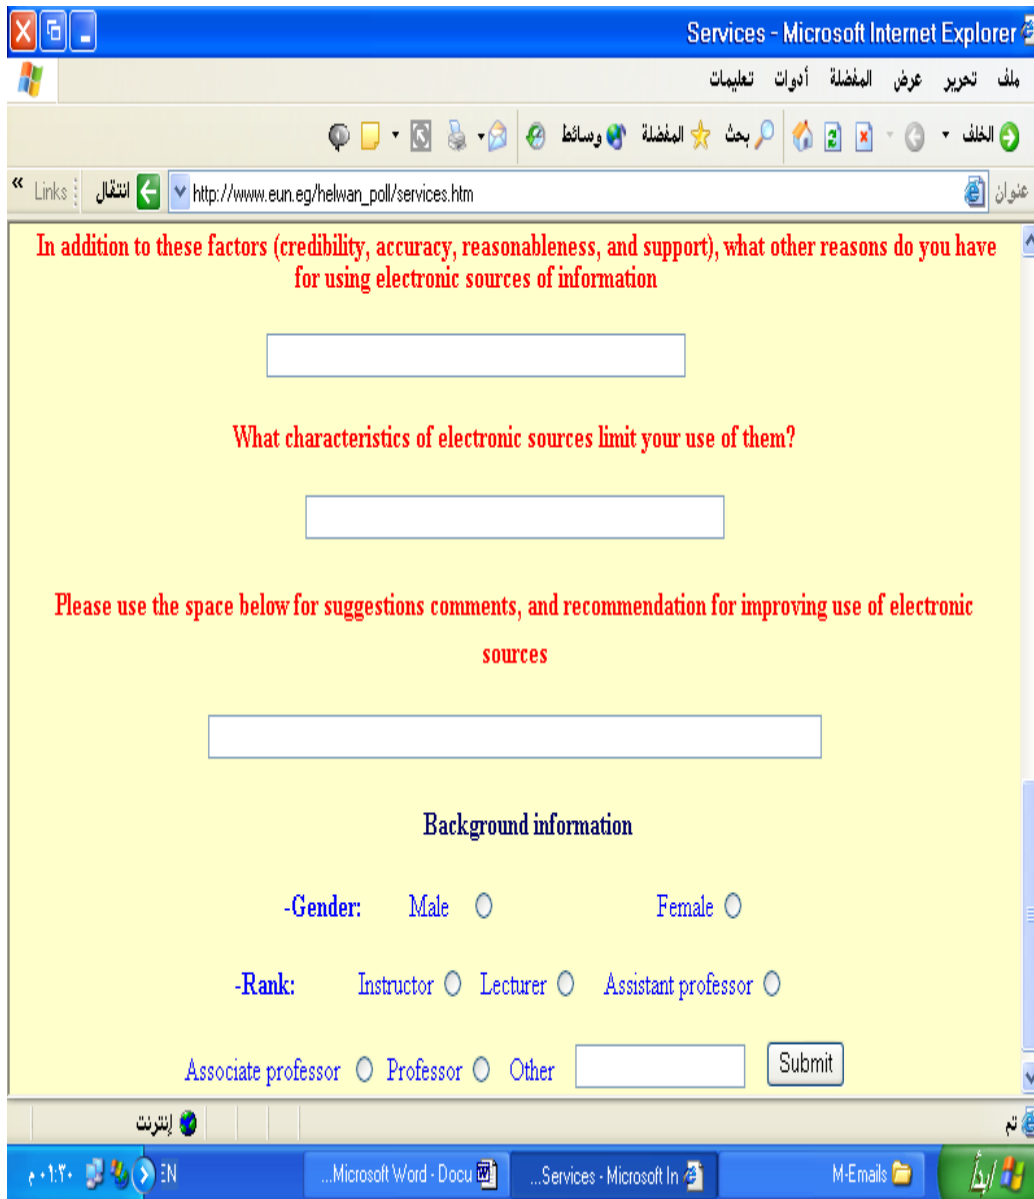 Services - Microsoft Internet Explorer
ملف تحرير عرض المفضلة أدوات تعليمات
الخلف بحث المفضلة وسائط
عنوان http://www.eun.eg/helwan_poll/services.htm انتقال Links »
In addition to these factors (credibility, accuracy, reasonableness, and support), what other reasons do you have
for using electronic sources of information
What characteristics of electronic sources limit your use of them?
Please use the space below for suggestions comments, and recommendation for improving use of electronic
sources
Background information
-Gender: Male Female
-Rank: Instructor Lecturer Assistant professor
Associate professor Professor Other Submit
تم إنترنت
ابدأ M-Emails ...Services - Microsoft In ...Microsoft Word - Docu EN ٠٦:٣٠ م